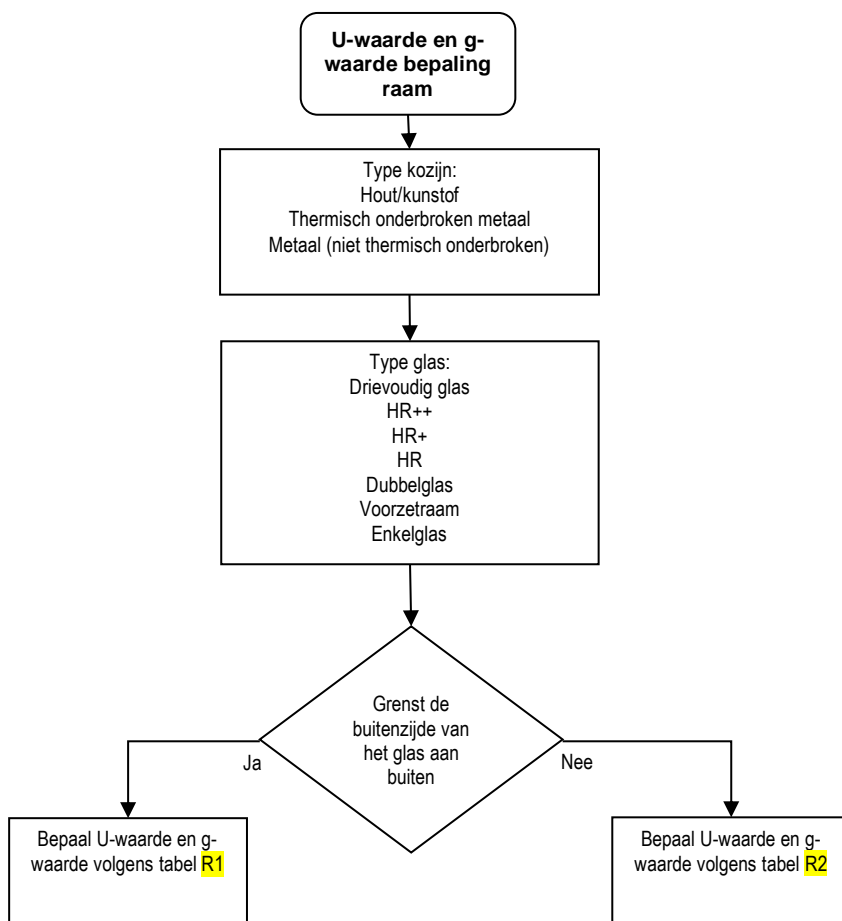 U-waarde en g-
waarde bepaling
raam
Type kozijn:
Hout/kunstof
Thermisch onderbroken metaal
Metaal (niet thermisch onderbroken)
Type glas:
Drievoudig glas
HR++
HR+
HR
Dubbelglas
Voorzetraam
Enkelglas
Grenst de
buitenzijde van
het glas aan
buiten
Ja
Nee
Bepaal U-waarde en g-
waarde volgens tabel R1
Bepaal U-waarde en g-
waarde volgens tabel R2